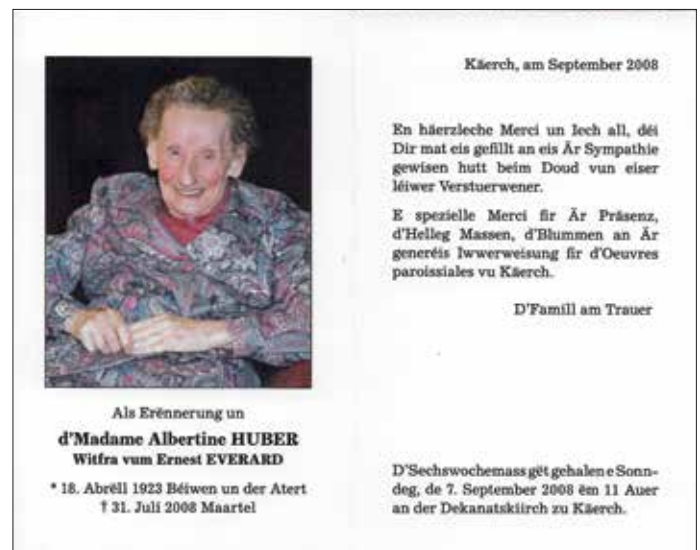 Als Erënnerung un
d'Madame Albertine HUBER
Witfra vum Ernest EVERARD
* 18. Abrëll 1923 Béiwen un der Atert
† 31. Juli 2008 Maartel
Käerch, am September 2008
En häerzleche Merci un Iech all, déi
Dir mat eis gefillt an eis Är Sympathie
gewisen hutt beim Doud vun eiser
léiwer Verstuerwener.
E spezielle Merci fir Är Präsenz,
d'Helleg Massen, d'Blummen an Är
generéis Iwwerweisung fir d'Oeuvres
paroissiales vu Käerch.
D'Famill am Trauer
D'Sechswochemass gët gehalen e Sonn-
deg, de 7. September 2008 ëm 11 Auer
an der Dekanatskiirch zu Käerch.